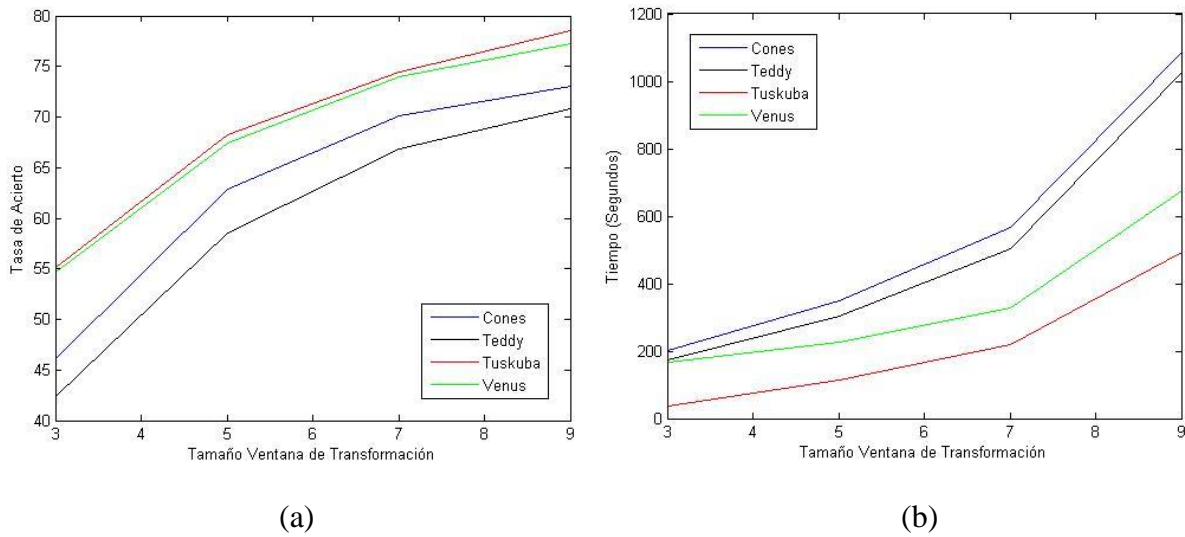 80
75
70
65
60
55
50
45
40
Tasa de Acierto
3 4 5 6 7 8 9
Tamaño Ventana de Transformación
Cones
Teddy
Tuskuba
Venus
(a)
1200
1000
800
600
400
200
0
Tiempo (Segundos)
3 4 5 6 7 8 9
Tamaño Ventana de Transformación
Cones
Teddy
Tuskuba
Venus
(b)